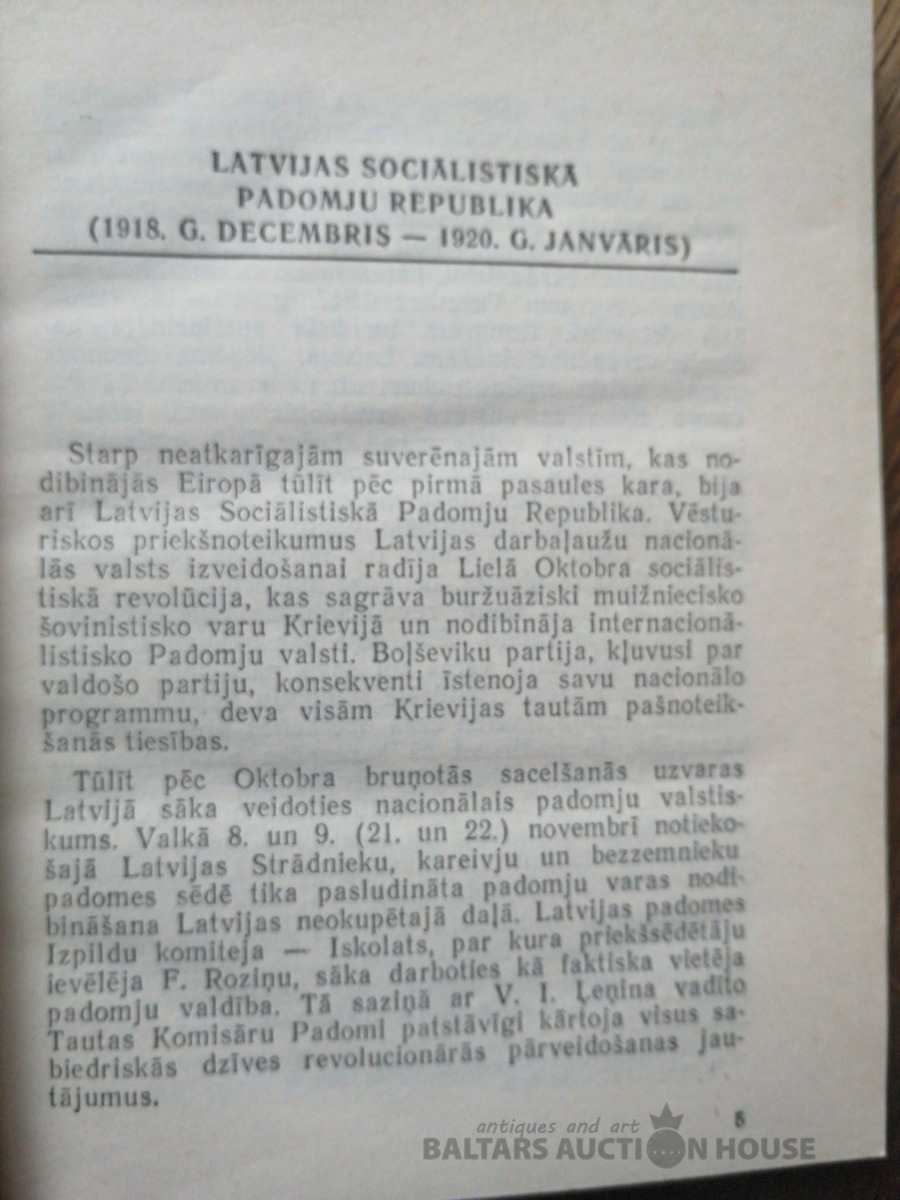 LATVIJAS SOCIĀLISTISKĀ
PADOMJU REPUBLIKA
(1918. G. DECEMBRIS — 1920. G. JANVĀRIS)
Starp neatkarīgajām suverēnajām valstīm, kas no-
dibinājās Eiropā tūlīt pēc pirmā pasaules kara, bija
arī Latvijas Sociālistiskā Padomju Republika. Vēstu-
riskos priekšnoteikumus Latvijas darbaļaužu nacionā-
lās valsts izveidošanai radīja Lielā Oktobra sociālis-
tiskā revolūcija, kas sagrāva buržuāziski muižniecisko
šovinistisko varu Krievijā un nodibināja internacionā-
listisko Padomju valsti. Boļševiku partija, kļuvusi par
valdošo partiju, konsekventi īstenoja savu nacionālo
programmu, deva visām Krievijas tautām pašnoteik-
šanās tiesības.
Tūlīt pēc Oktobra bruņotās sacelšanās uzvaras
Latvijā sāka veidoties nacionālais padomju valstis-
kums. Valkā 8. un 9. (21. un 22.) novembrī notieko-
šajā Latvijas Strādnieku, kareivju un bezzemnieku
padomes sēdē tika pasludināta padomju varas nodi-
bināšana Latvijas neokupētajā daļā. Latvijas padomes
Izpildu komiteja — Iskolats, par kura priekšsēdētāju
ievēlēja F. Roziņu, sāka darboties kā faktiska vietēja
padomju valdība. Tā saziņā ar V. I. Ļeņina vadīto
Tautas Komisāru Padomi patstāvīgi kārtoja visus sa-
biedriskās dzīves revolucionārās pārveidošanas jau-
tājumus.
5
antiques and art
BALTARS AUCTION HOUSE